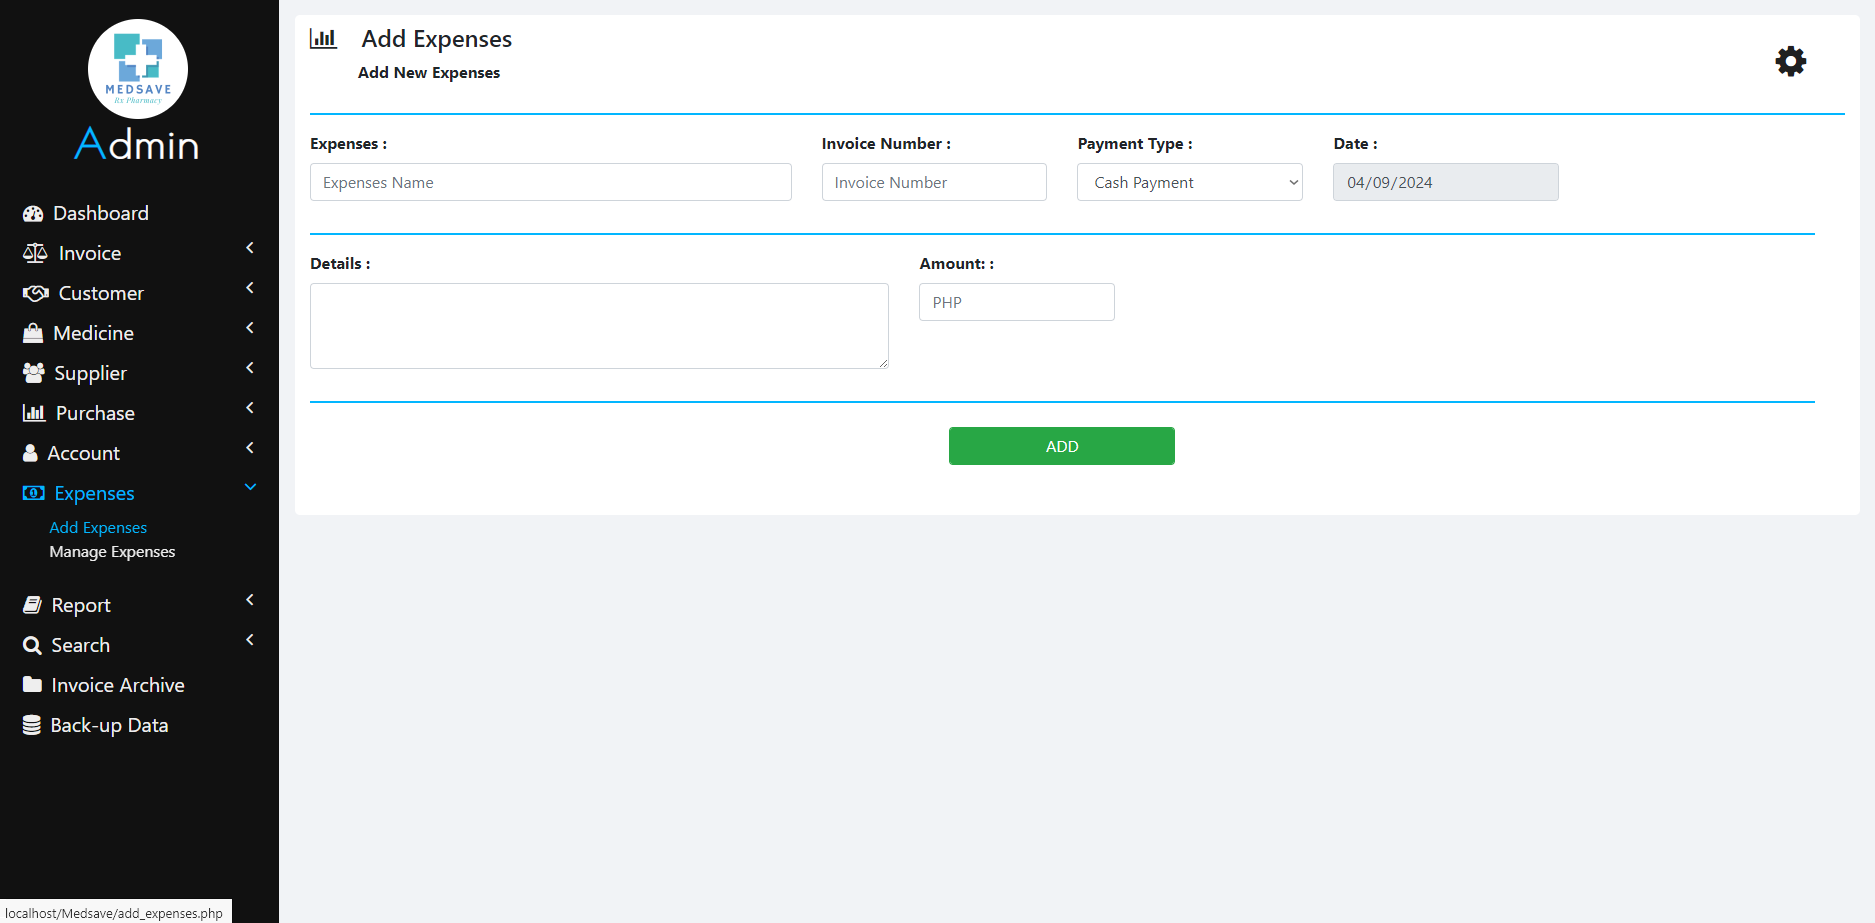 MEDSAVE
Rx Pharmacy
Admin
Dashboard
Invoice
Customer
Medicine
Supplier
Purchase
Account
Expenses
Add Expenses
Manage Expenses
Report
Search
Invoice Archive
Back-up Data
localhost/Medsave/add_expenses.php
Add Expenses
Add New Expenses
Expenses : Invoice Number : Payment Type : Date :
Expenses Name Invoice Number Cash Payment 04/09/2024
Details : Amount: :
PHP
ADD